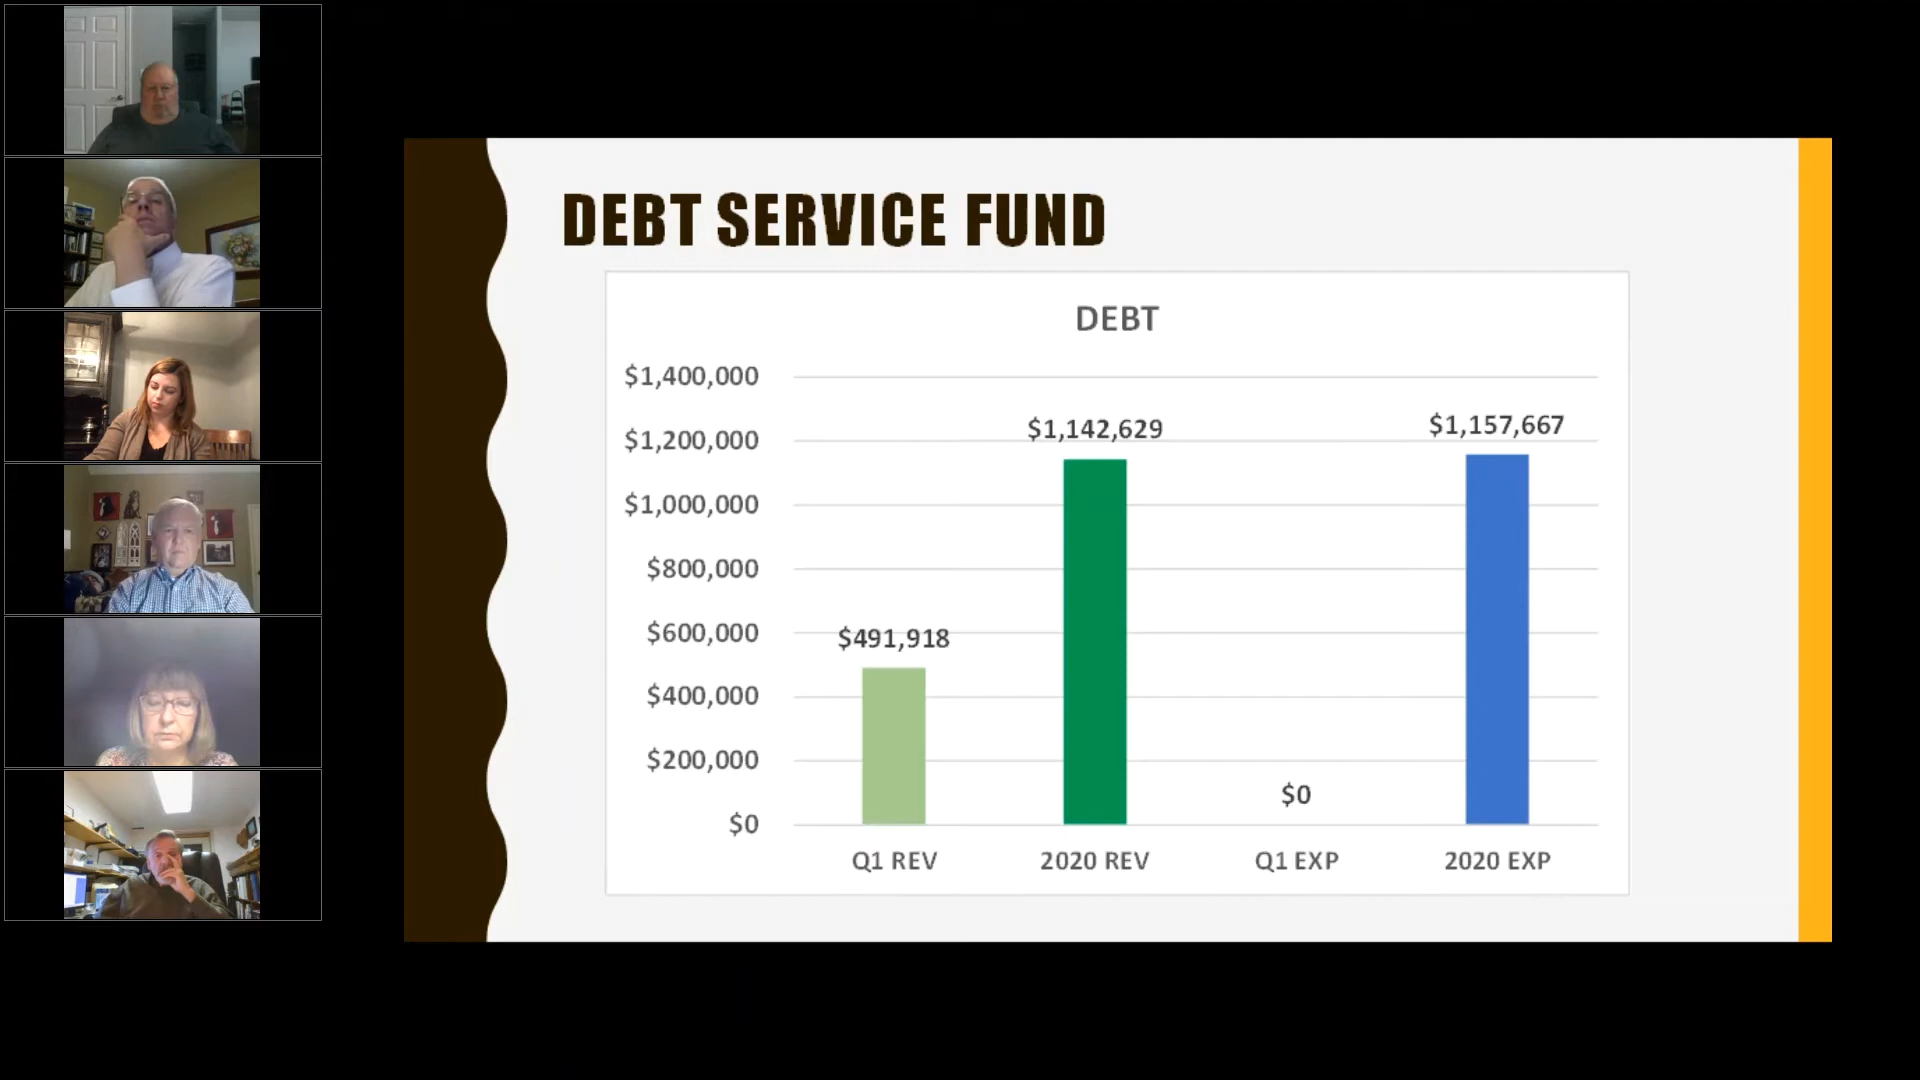 DEBT SERVICE FUND
DEBT
$1,400,000
$1,200,000
$1,000,000
$800,000
$600,000
$400,000
$200,000
$0
$491,918
$1,142,629
$0
$1,157,667
Q1 REV
2020 REV
Q1 EXP
2020 EXP